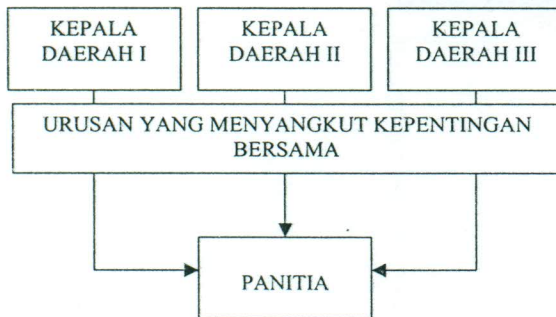 KEPALA
DAERAH I
KEPALA
DAERAH II
KEPALA
DAERAH III
URUSAN YANG MENYANGKUT KEPENTINGAN
BERSAMA
PANITIA